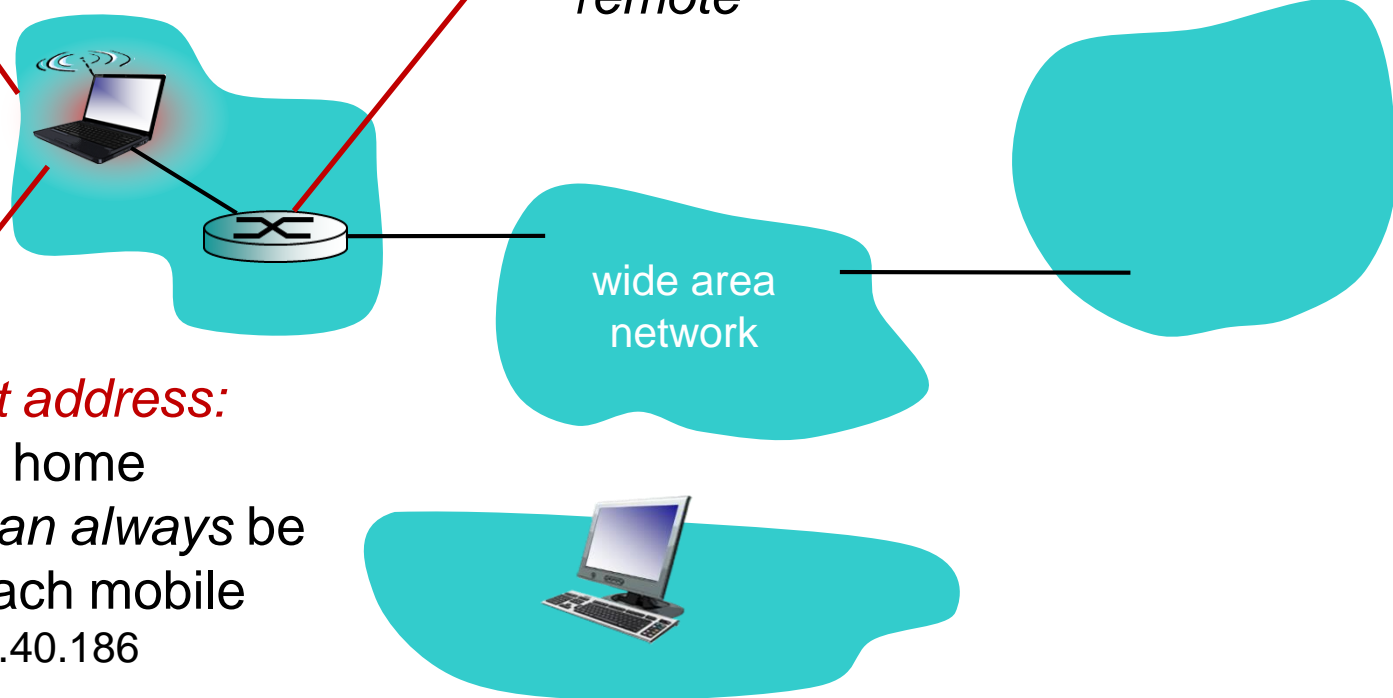 remote
wide area
network
t address:
home
an always be
ach mobile
.40.186